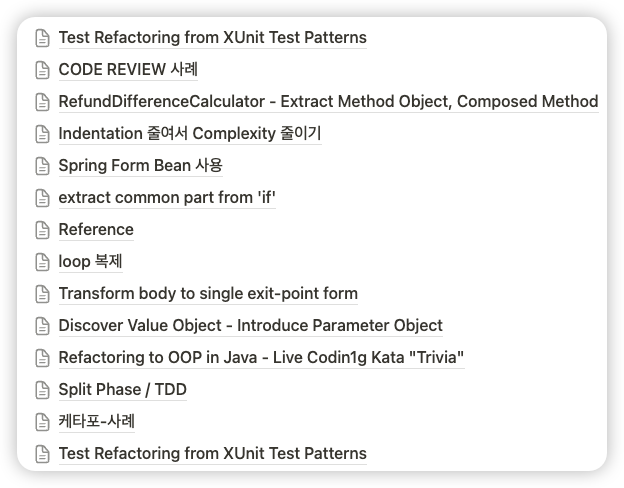 Test Refactoring from XUnit Test Patterns
CODE REVIEW 사례
RefundDifferenceCalculator - Extract Method Object, Composed Method
Indentation 줄여서 Complexity 줄이기
Spring Form Bean 사용
extract common part from 'if'
Reference
loop 복제
Transform body to single exit-point form
Discover Value Object - Introduce Parameter Object
Refactoring to OOP in Java - Live Codin1g Kata "Trivia"
Split Phase / TDD
케타포-사례
Test Refactoring from XUnit Test Patterns